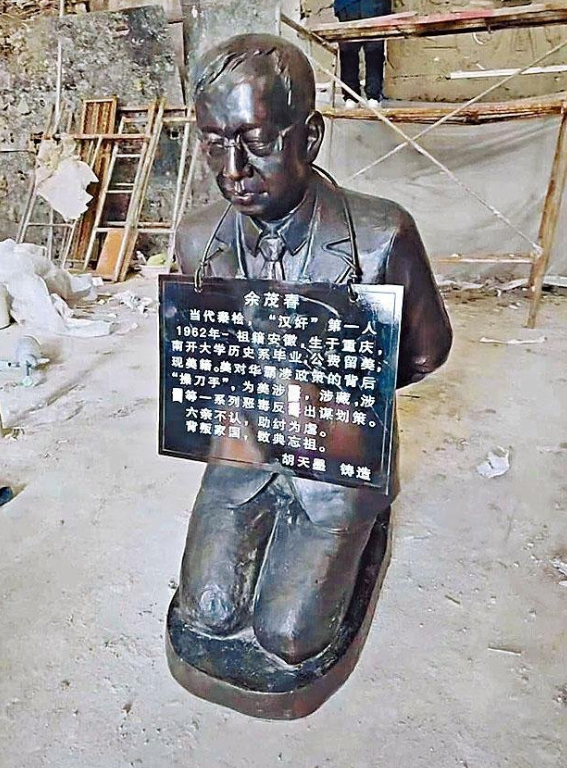 余茂春
当代秦桧，“汉奸”第一人
1962年－祖籍安徽，生于重庆，
南开大学历史系毕业，公费留美，
现美籍。美对华霸凌政策的背后
“操刀手”，为美涉，涉藏，涉
等一系列恶毒反出谋划策。
六亲不认，助纣为虐。
背叛家国，数典忘祖。
胡天墨 铸造